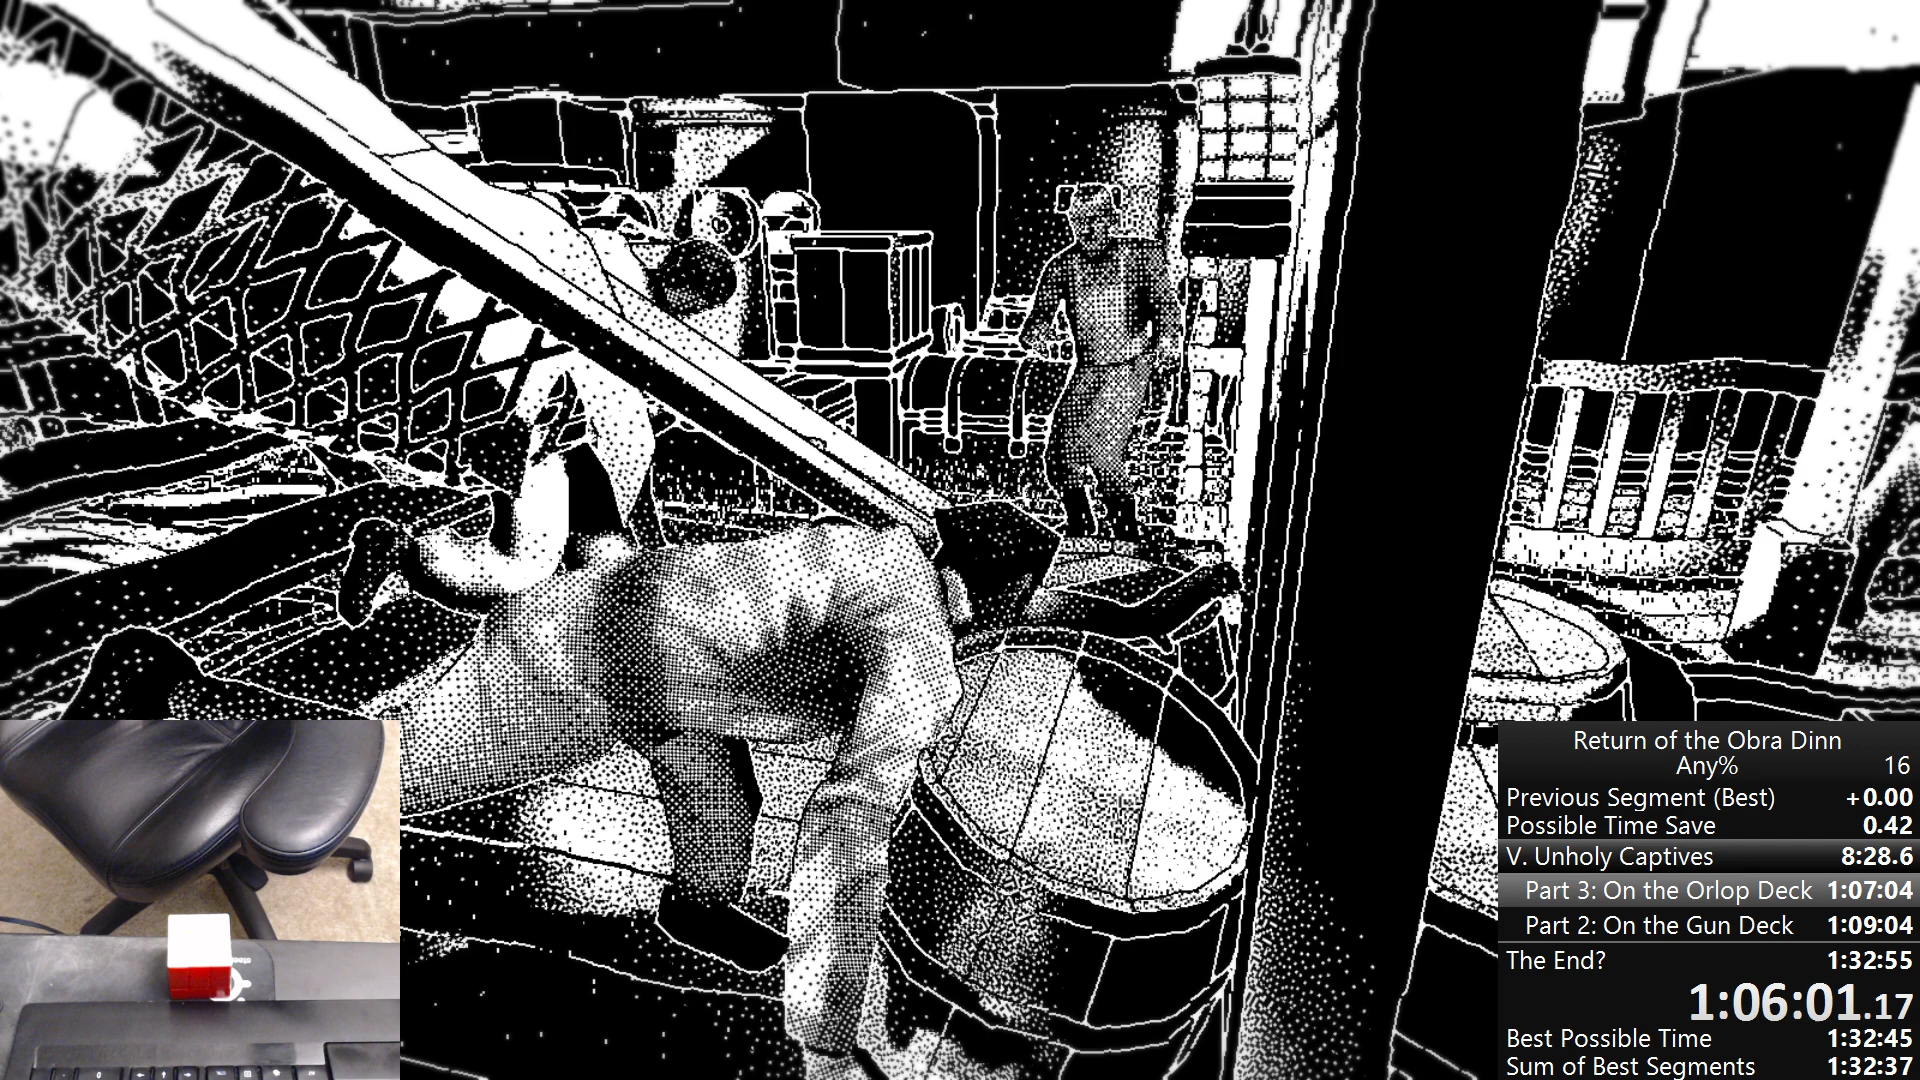 Return of the Obra Dinn
Any% 16
Previous Segment (Best) +0.00
Possible Time Save 0.42
V. Unholy Captives 8:28.6
Part 3: On the Orlop Deck 1:07:04
Part 2: On the Gun Deck 1:09:04
The End? 1:32:55
1:06:01.17
Best Possible Time 1:32:45
Sum of Best Segments 1:32:37